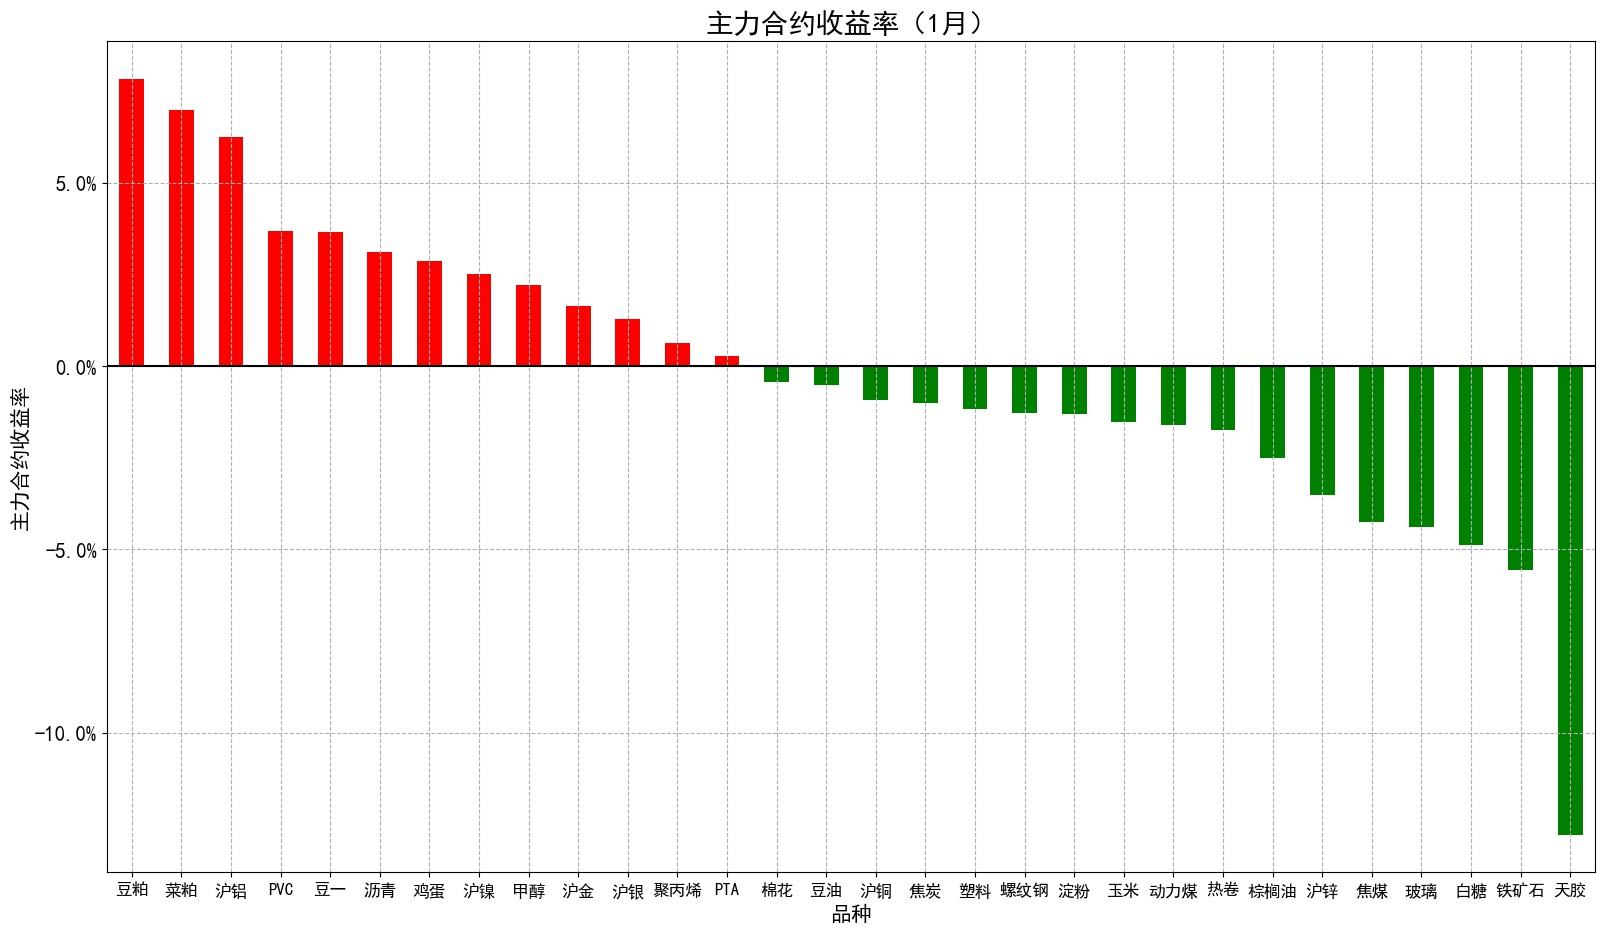 主力合约收益率（1月）
主力合约收益率
5.0%
0.0%
−5.0%
−10.0%
豆粕 菜粕 沪铝 PVC 豆一 沥青 鸡蛋 沪镍 甲醇 沪金 沪银 聚丙烯 PTA 棉花 豆油 沪铜 焦炭 塑料 螺纹钢 淀粉 玉米 动力煤 热卷 棕榈油 沪锌 焦煤 玻璃 白糖 铁矿石 天胶
品种